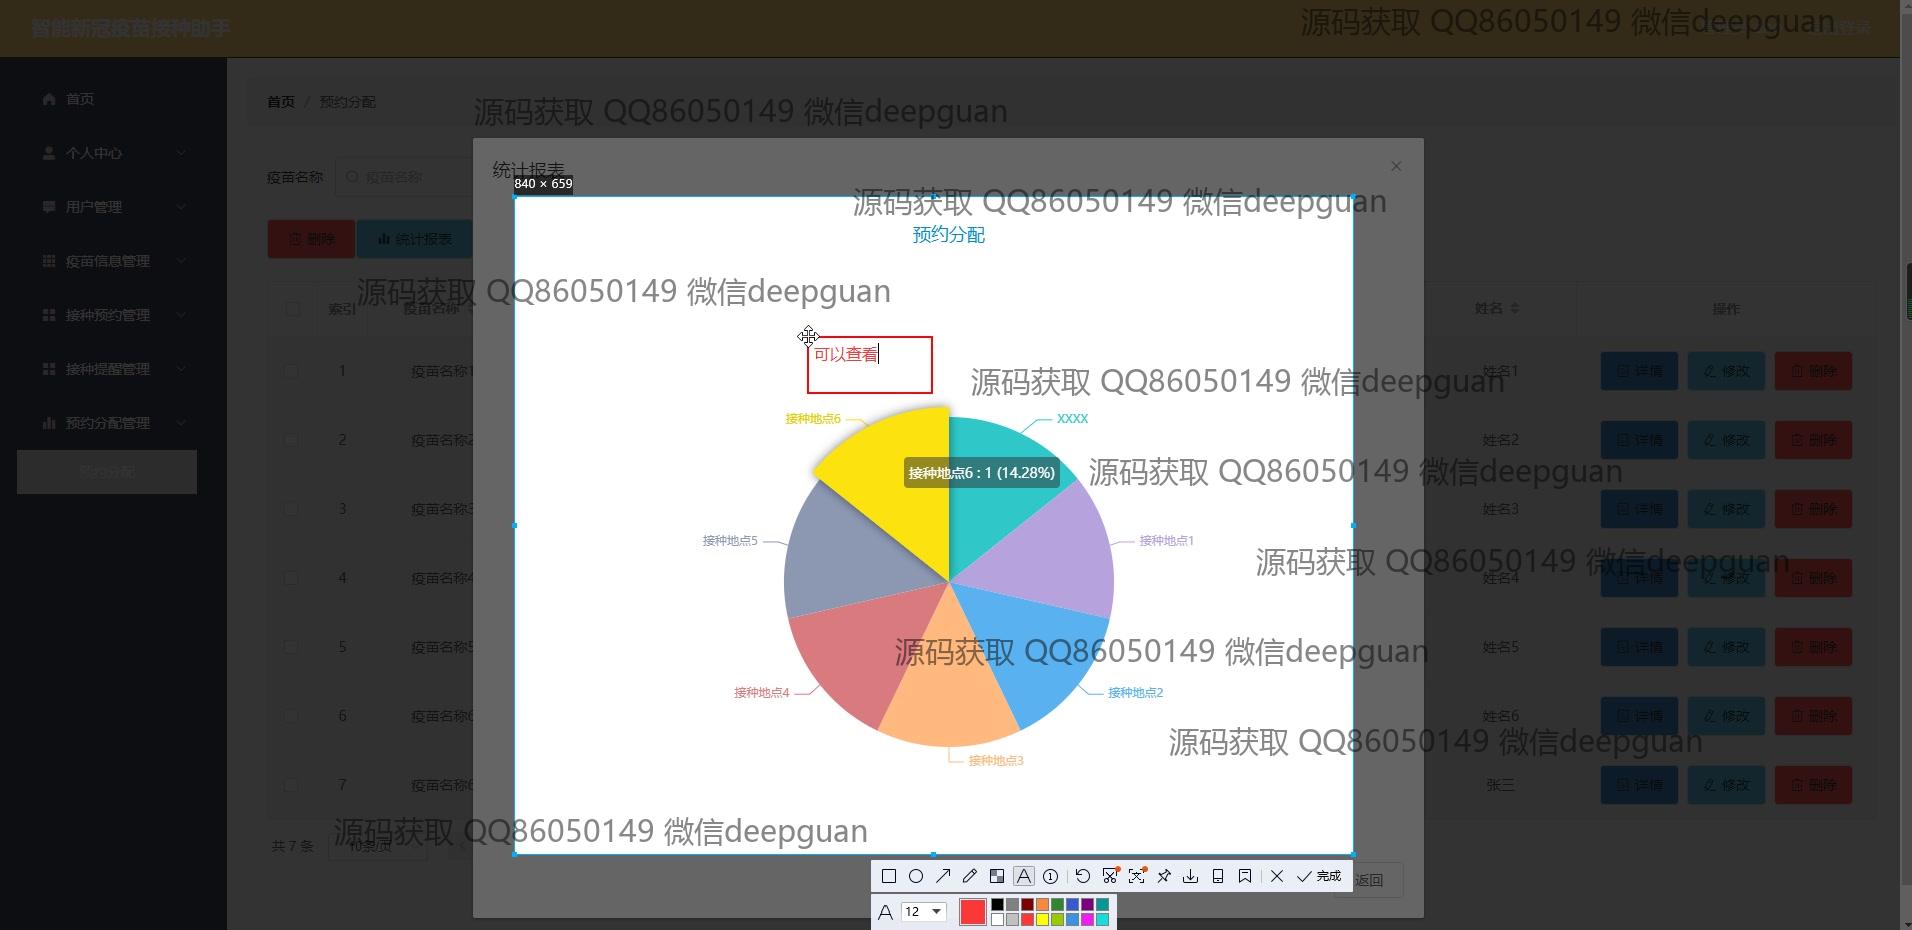 智能新冠疫苗接种助手
源码获取 QQ86050149 微信deepguan
首页
个人中心
用户管理
疫苗信息管理
接种预约管理
接种提醒管理
预约分配管理
预约分配
首页 / 预约分配
源码获取 QQ86050149 微信deepguan
疫苗名称 疫苗名称
删除 统计报表
索引 疫苗名称 姓名 操作
1 疫苗名称1 姓名1 详情 修改 删除
2 疫苗名称2 姓名2 详情 修改 删除
3 疫苗名称3 姓名3 详情 修改 删除
4 疫苗名称4 姓名4 详情 修改 删除
5 疫苗名称5 姓名5 详情 修改 删除
6 疫苗名称6 姓名6 详情 修改 删除
7 疫苗名称6 张三 详情 修改 删除
共 7 条 10条/页
统计报表
840 × 659
源码获取 QQ86050149 微信deepguan
预约分配
源码获取 QQ86050149 微信deepguan
可以查看
源码获取 QQ86050149 微信deepguan
接种地点6
XXXX
接种地点6 : 1 (14.28%)
源码获取 QQ86050149 微信deepguan
接种地点5
接种地点1
源码获取 QQ86050149 微信deepguan
源码获取 QQ86050149 微信deepguan
接种地点4
接种地点2
源码获取 QQ86050149 微信deepguan
接种地点3
源码获取 QQ86050149 微信deepguan
完成
返回
A 12